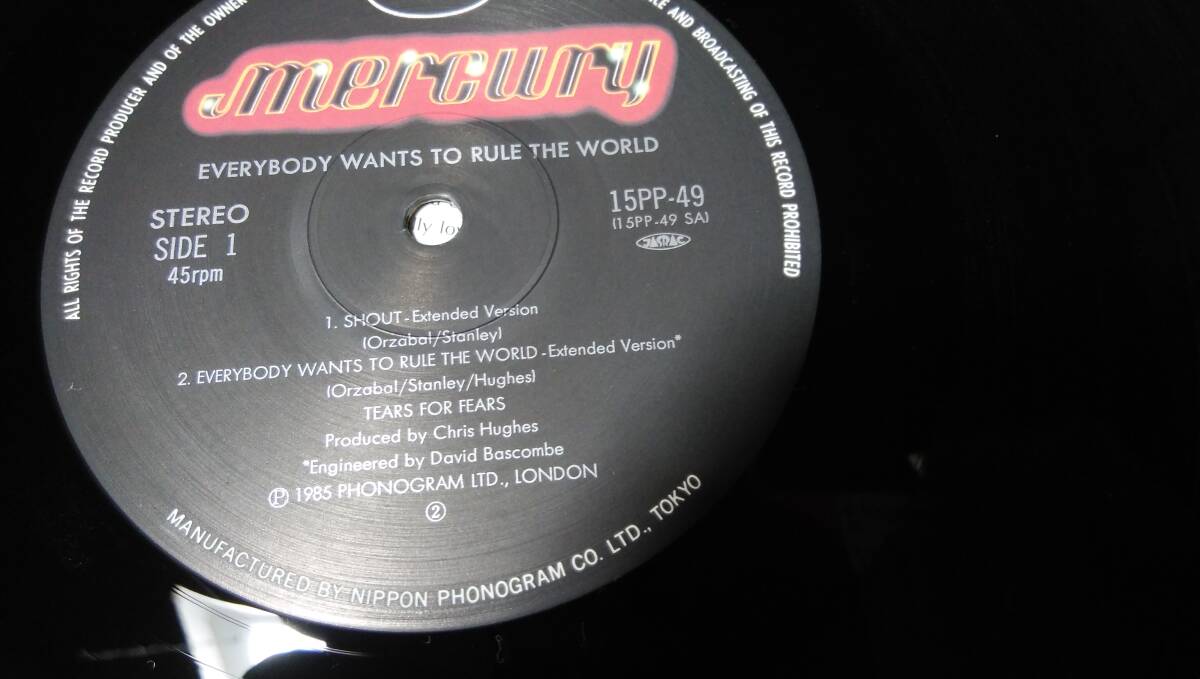 ALL RIGHTS OF THE RECORD PRODUCER AND OF THE OWNER
CE AND BROADCASTING OF THIS RECORD PROHIBITED
mercury
EVERYBODY WANTS TO RULE THE WORLD
STEREO
SIDE 1
45rpm
15PP-49
(15PP-49 SA)
JASRAC
1. SHOUT-Extended Version
(Orzabal/Stanley)
2. EVERYBODY WANTS TO RULE THE WORLD-Extended Version*
(Orzabal/Stanley/Hughes)
TEARS FOR FEARS
Produced by Chris Hughes
*Engineered by David Bascombe
Ⓟ 1985 PHONOGRAM LTD., LONDON
②
MANUFACTURED BY NIPPON PHONOGRAM CO. LTD., TOKYO